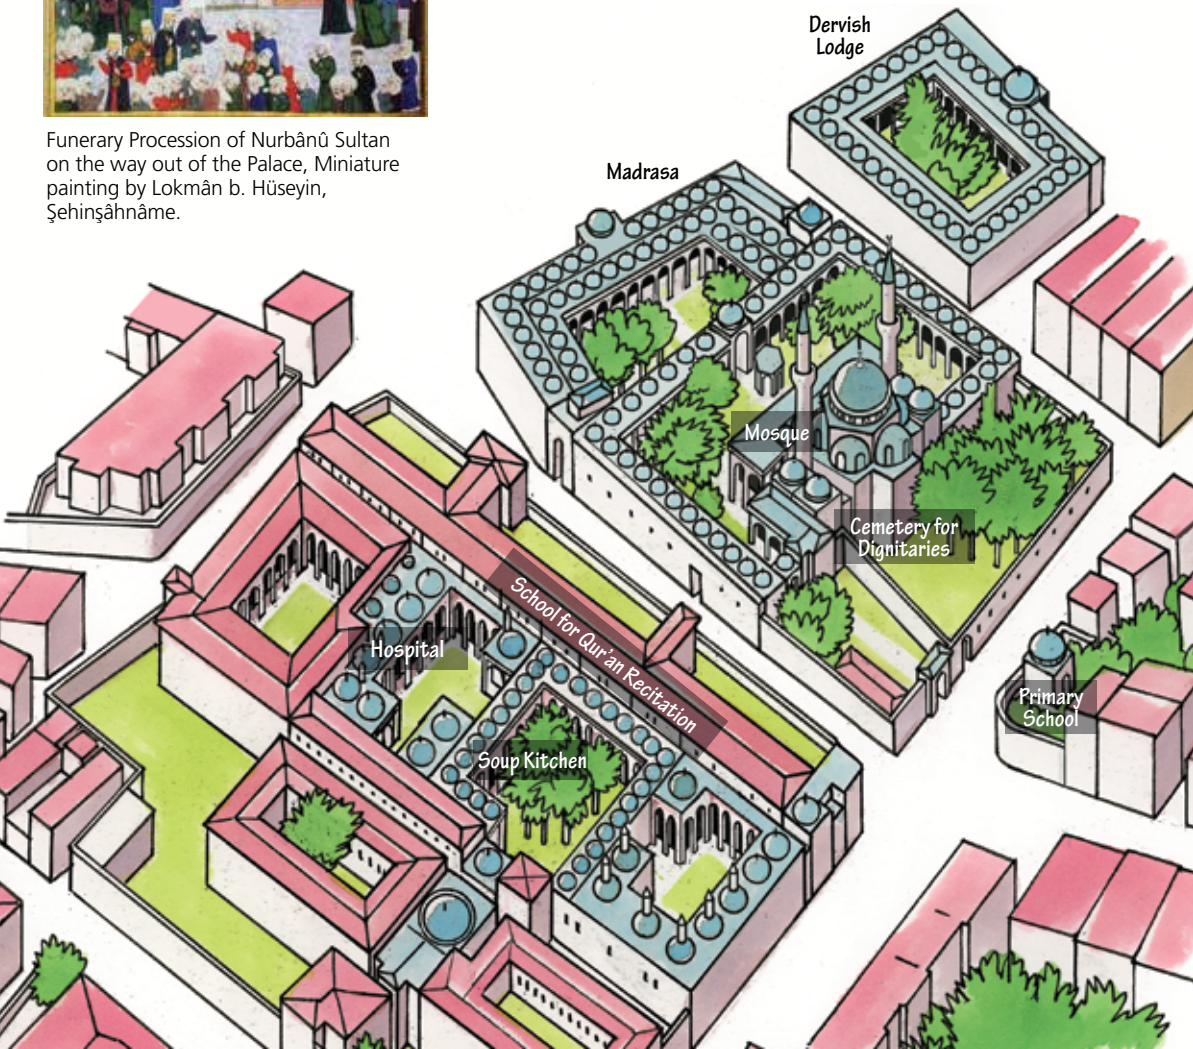 Dervish
Lodge
Funerary Procession of Nurbânû Sultan
on the way out of the Palace, Miniature
painting by Lokmân b. Hüseyin,
Şehinşâhnâme.
Madrasa
Mosque
Cemetery for
Dignitaries
School for Qur'an Recitation
Hospital
Primary
School
Soup Kitchen